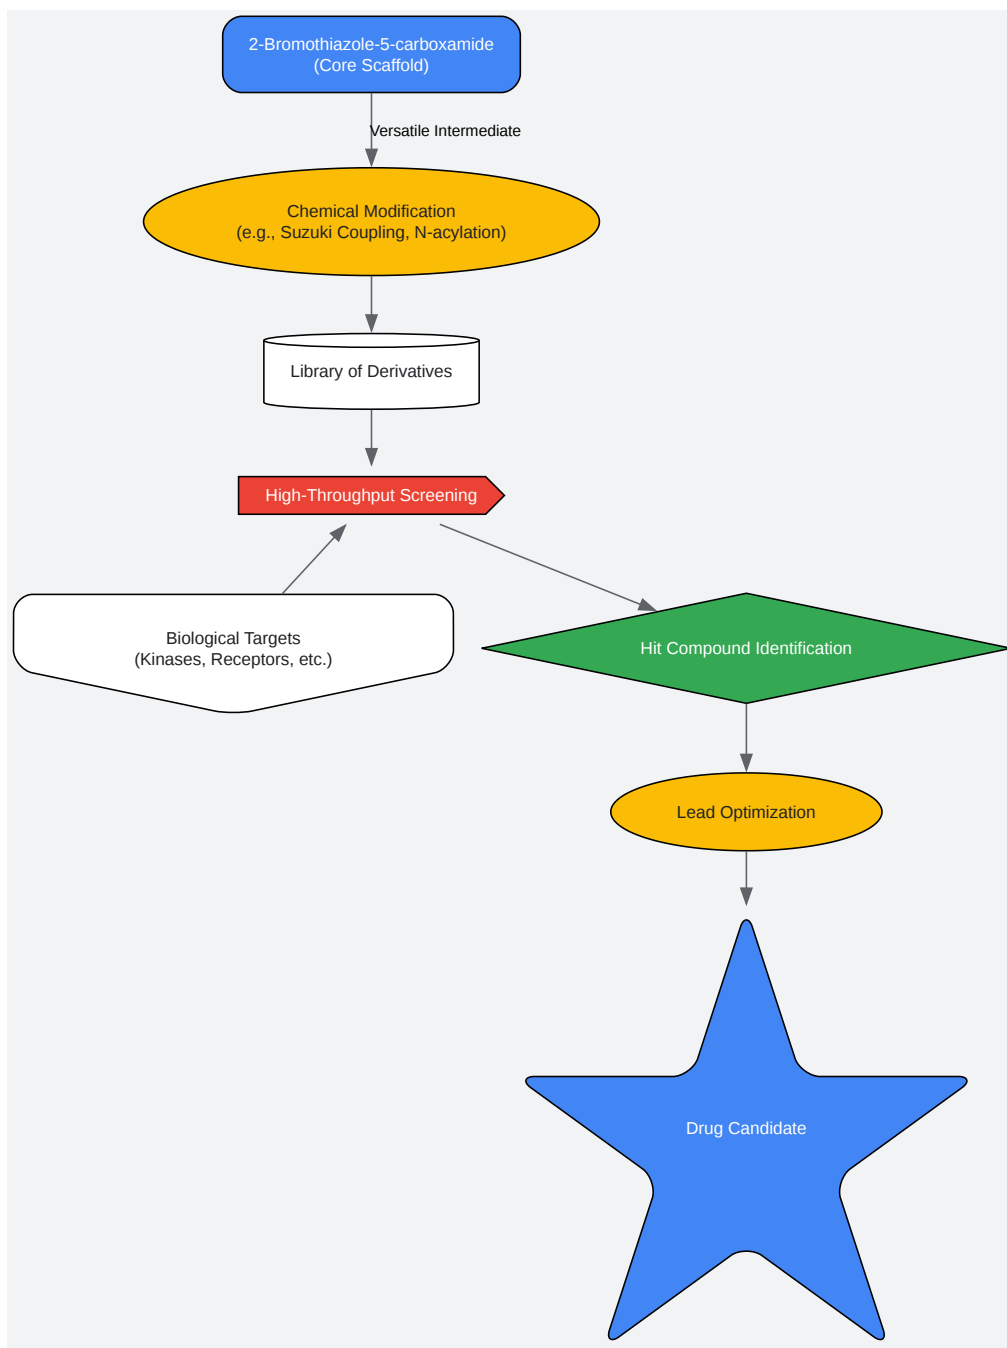 2-Bromothiazole-5-carboxamide
(Core Scaffold)
Versatile Intermediate
Chemical Modification
(e.g., Suzuki Coupling, N-acylation)
Library of Derivatives
High-Throughput Screening
Biological Targets
(Kinases, Receptors, etc.)
Hit Compound Identification
Lead Optimization
Drug Candidate